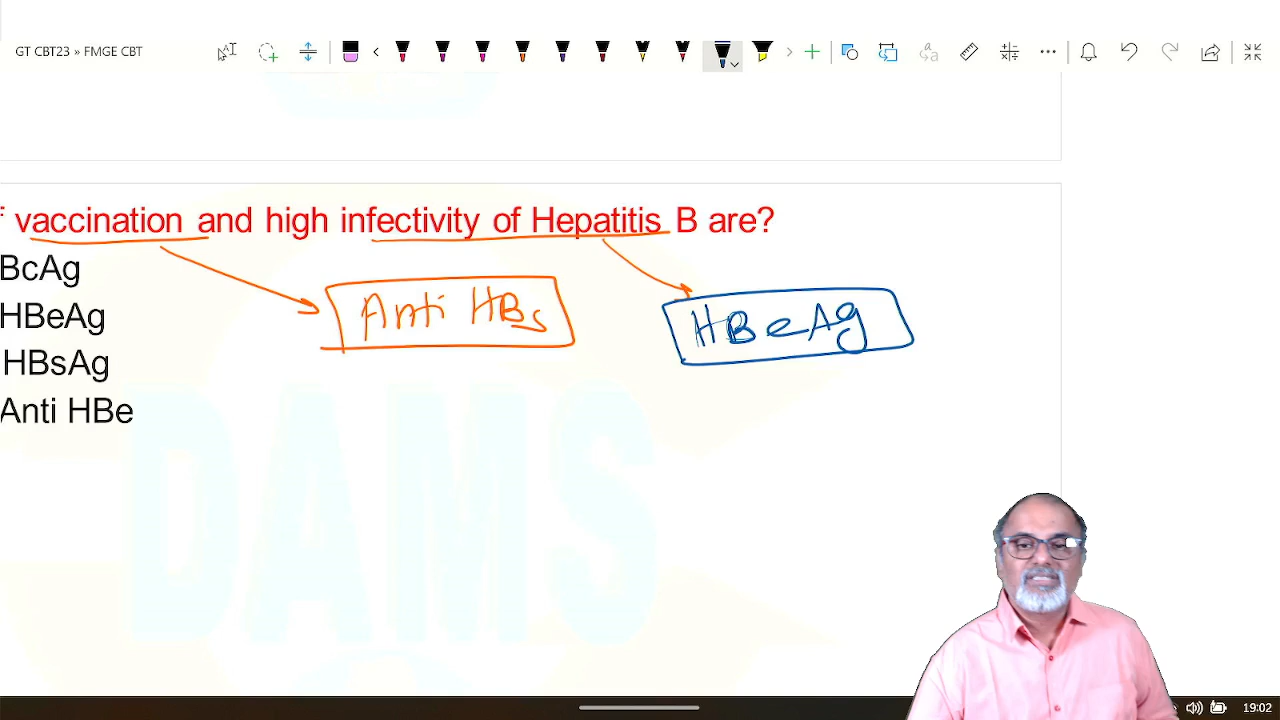 GT CBT23 » FMGE CBT
vaccination and high infectivity of Hepatitis B are?
BcAg
HBeAg
HBsAg
Anti HBe
Anti HBs
HBeAg
DAMS
19:02